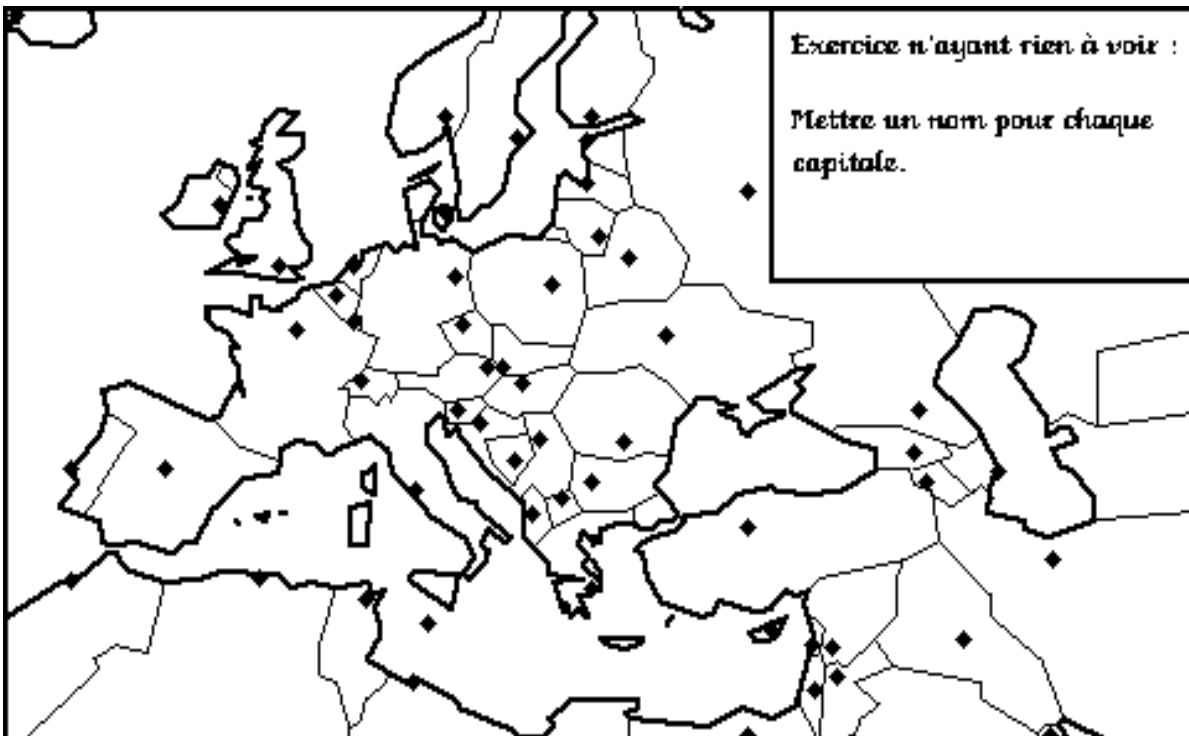 Exercice n'ayant rien à voir :
Mettre un nom pour chaque
capitale.